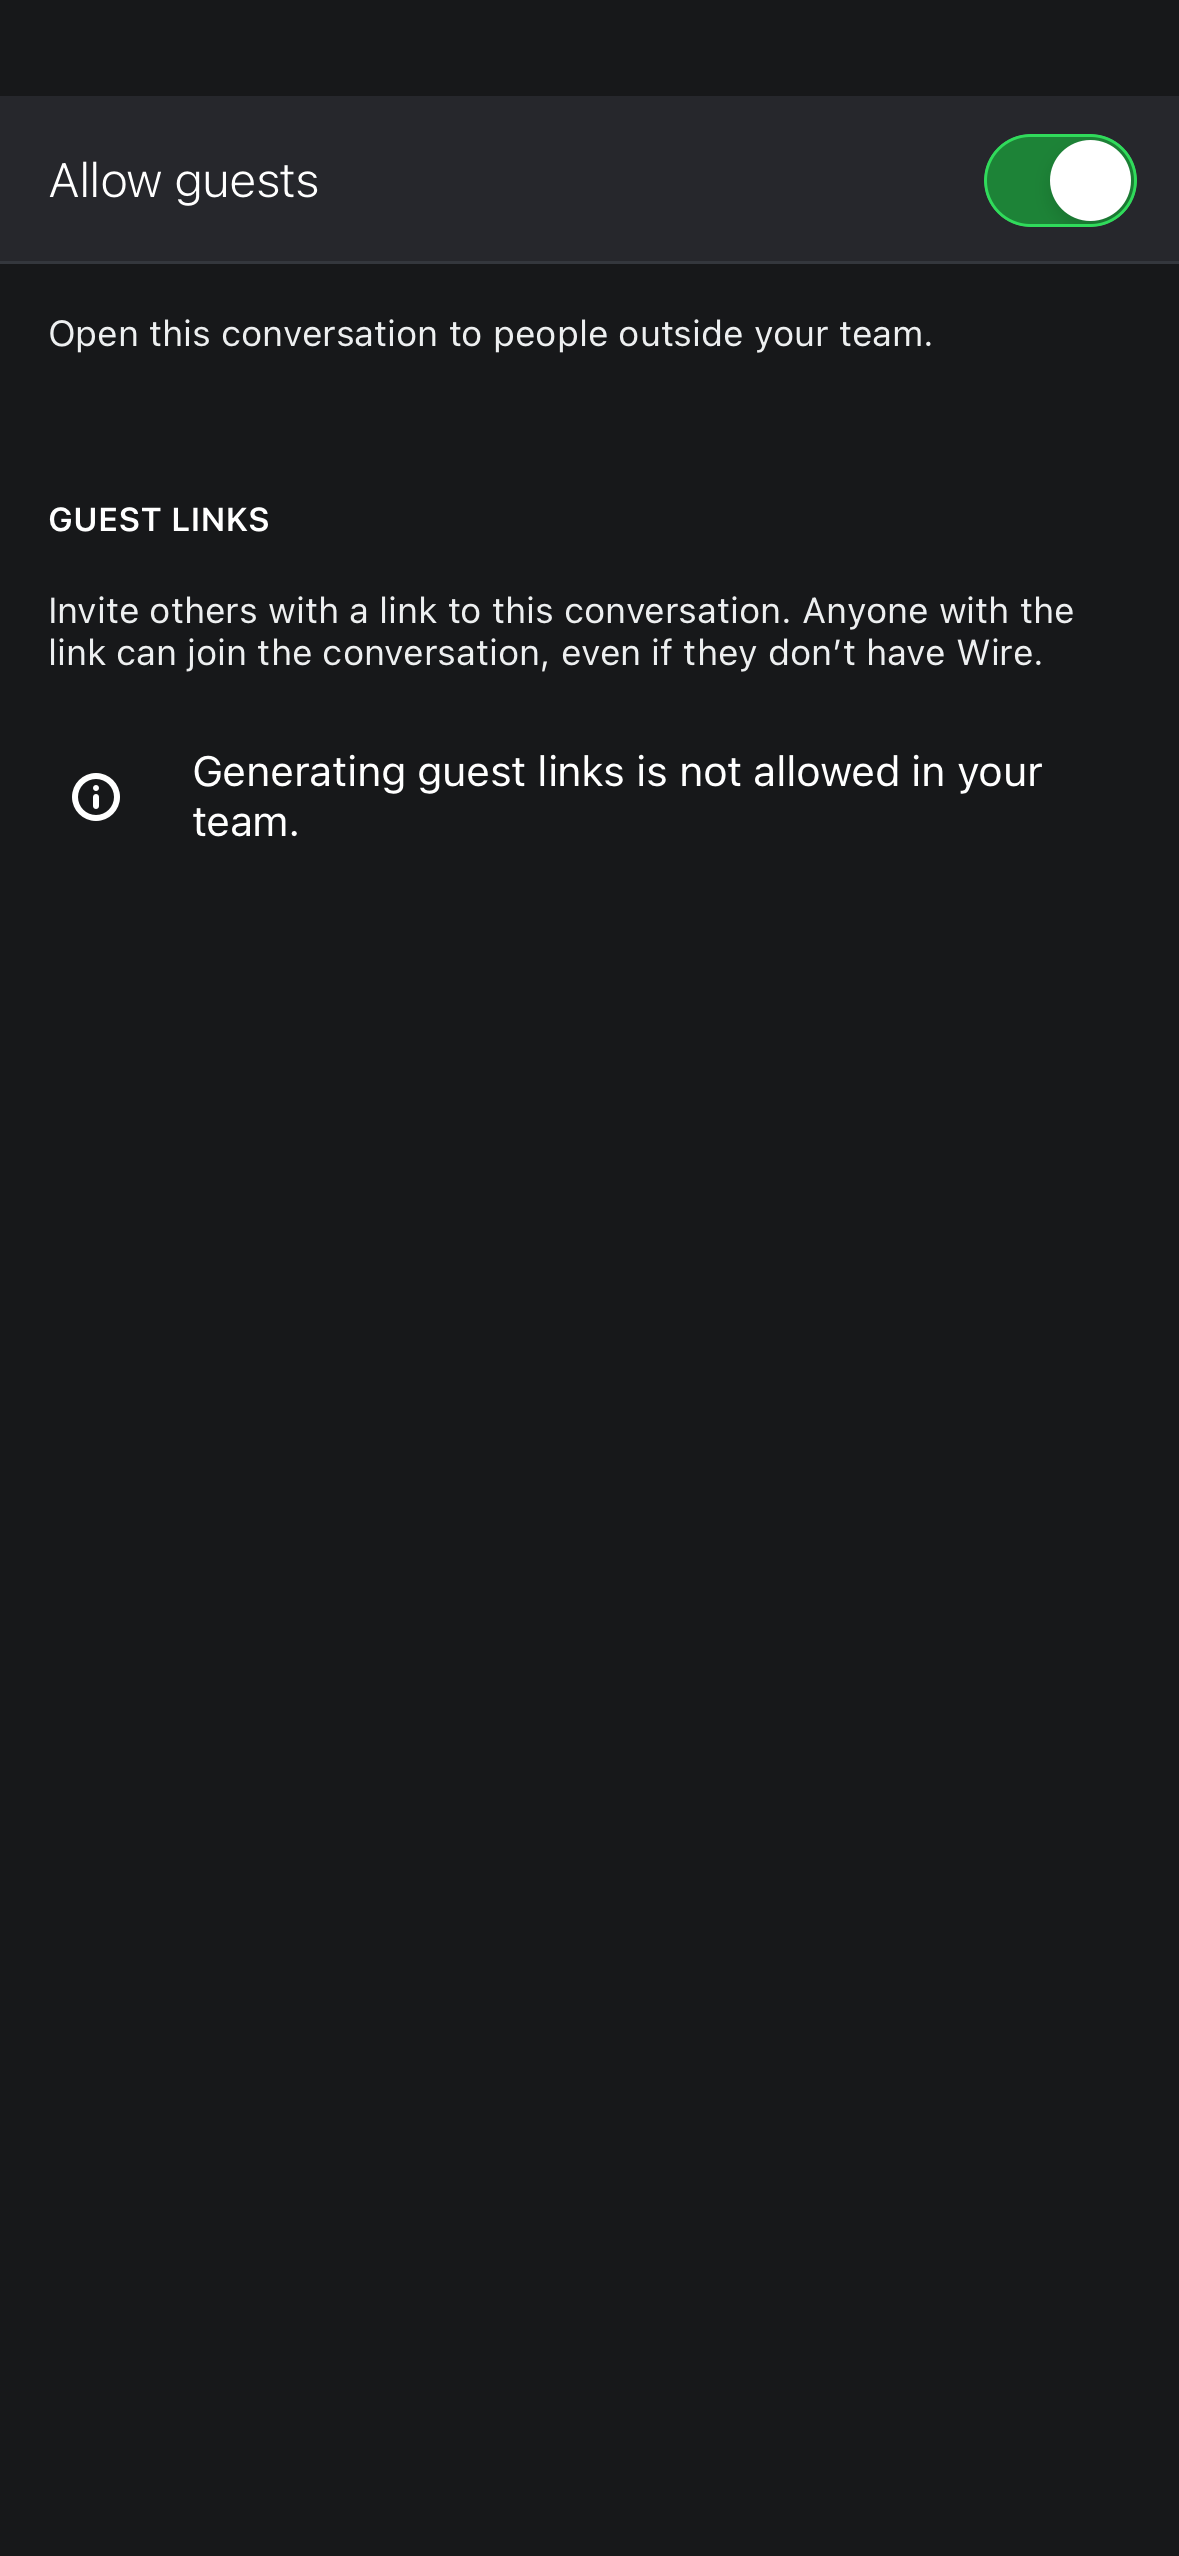 Allow guests
Open this conversation to people outside your team.
GUEST LINKS
Invite others with a link to this conversation. Anyone with the
link can join the conversation, even if they don’t have Wire.
Generating guest links is not allowed in your
team.